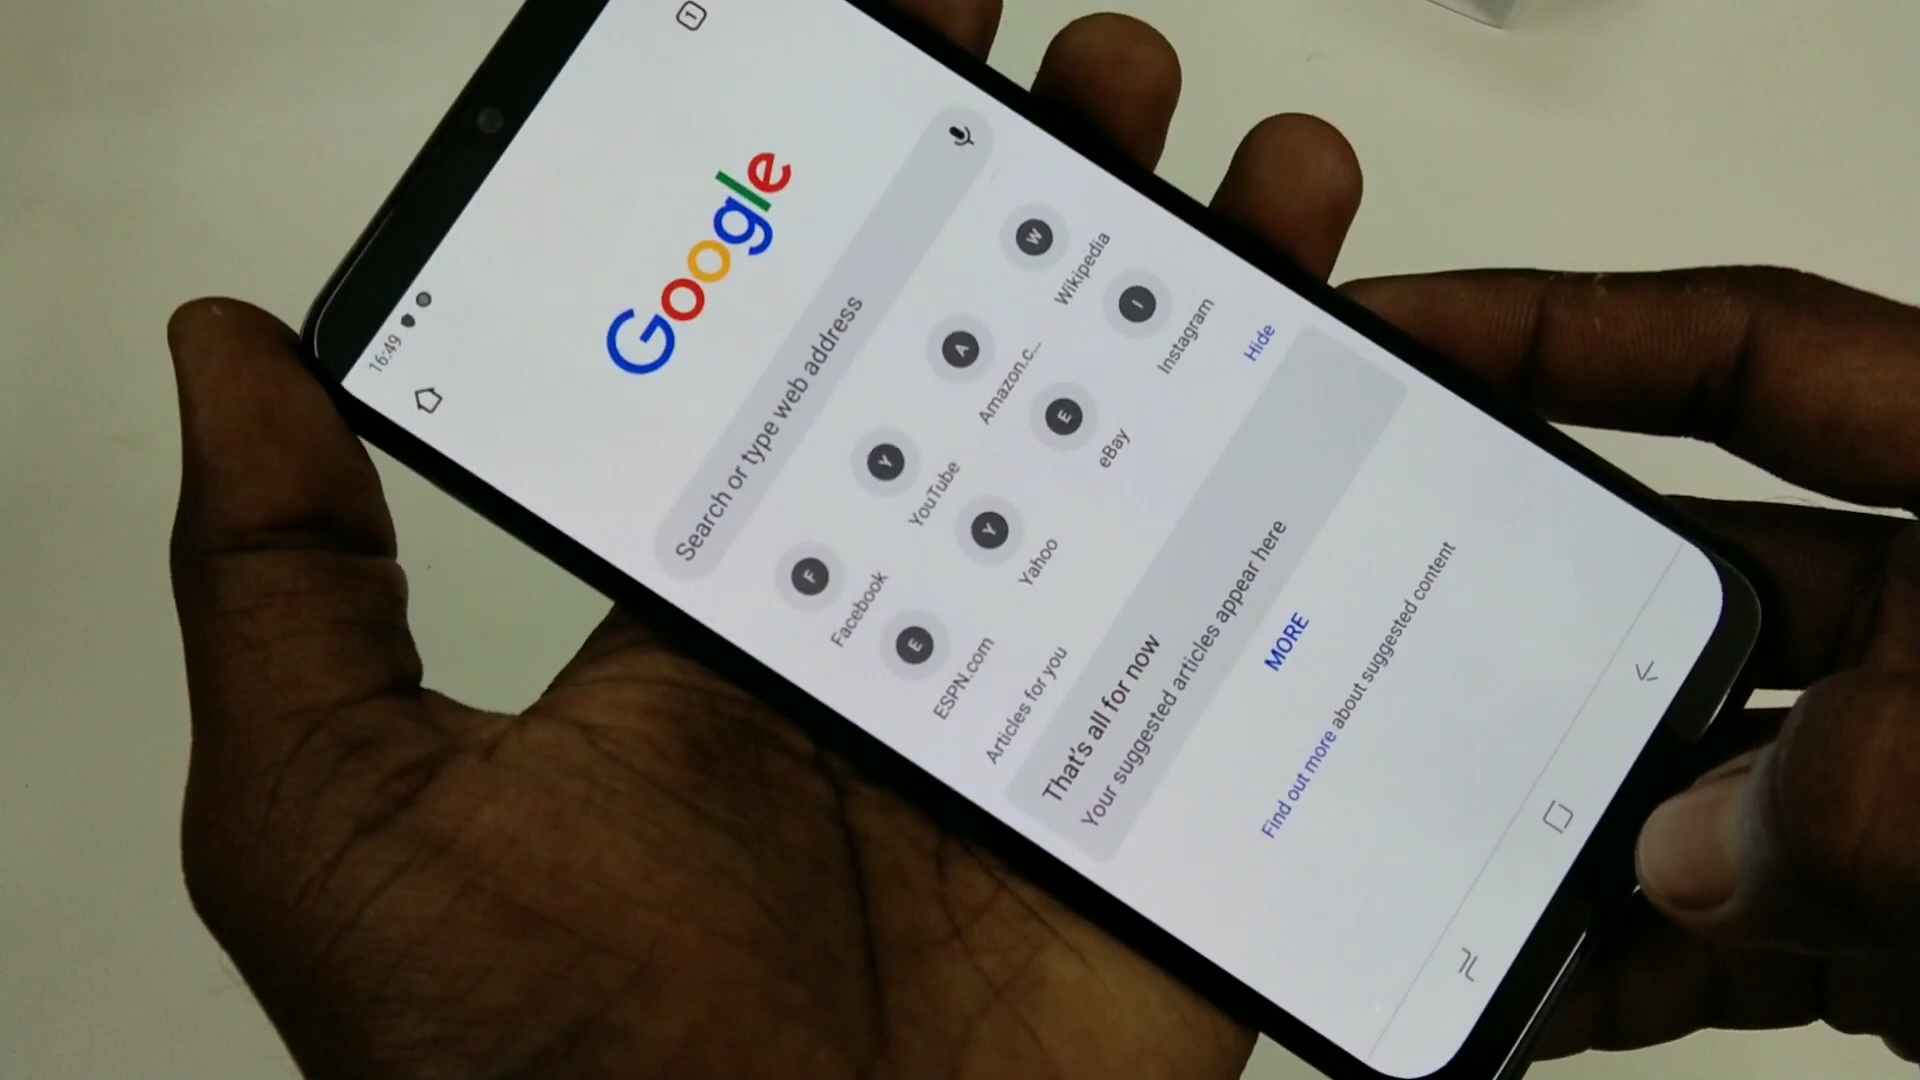 16:49
1
Google
Search or type web address
F
Y
A
W
Facebook
YouTube
Amazon.c...
Wikipedia
E
Y
E
I
ESPN.com
Yahoo
eBay
Instagram
Articles for you
Hide
That's all for now
Your suggested articles appear here
MORE
Find out more about suggested content